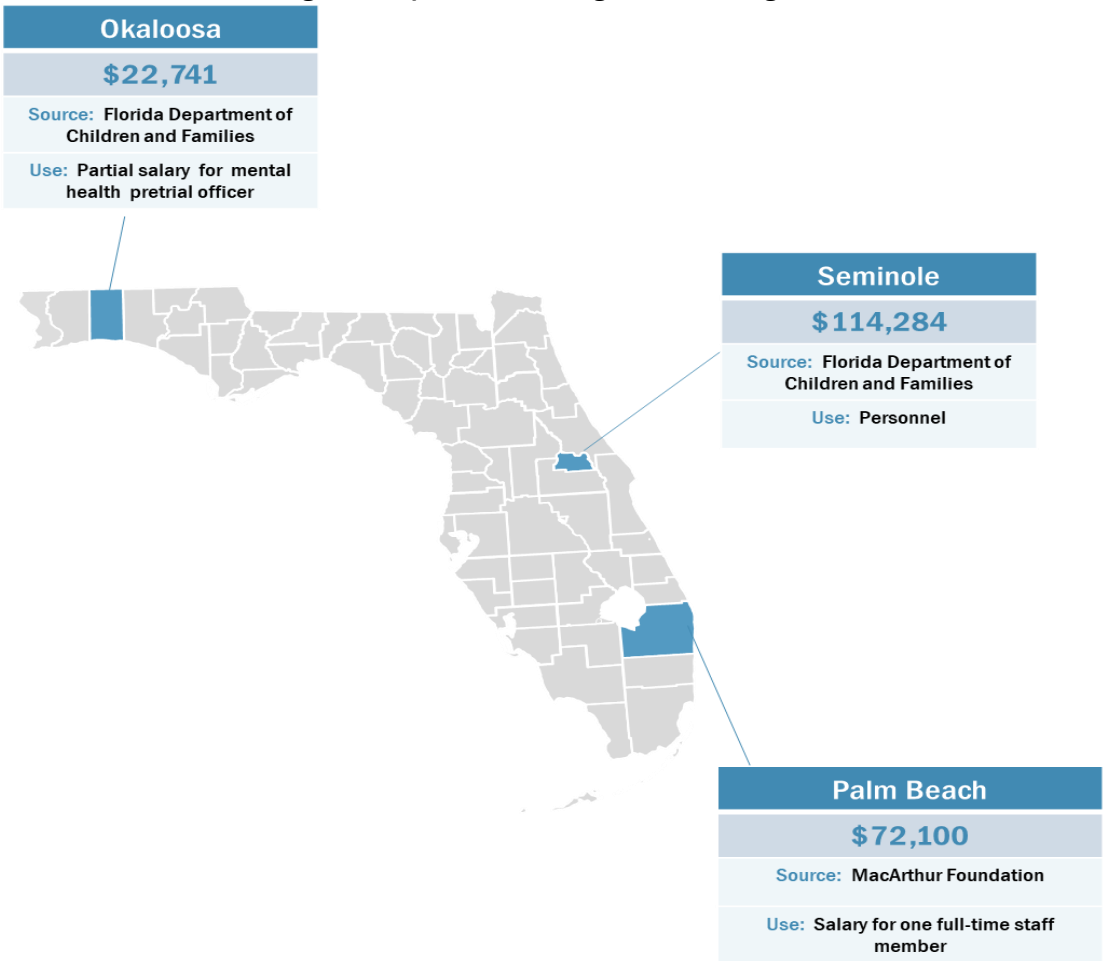 Okaloosa
$22,741
Source: Florida Department of
Children and Families
Use: Partial salary for mental
health pretrial officer
Seminole
$114,284
Source: Florida Department of
Children and Families
Use: Personnel
Palm Beach
$72,100
Source: MacArthur Foundation
Use: Salary for one full-time staff
member